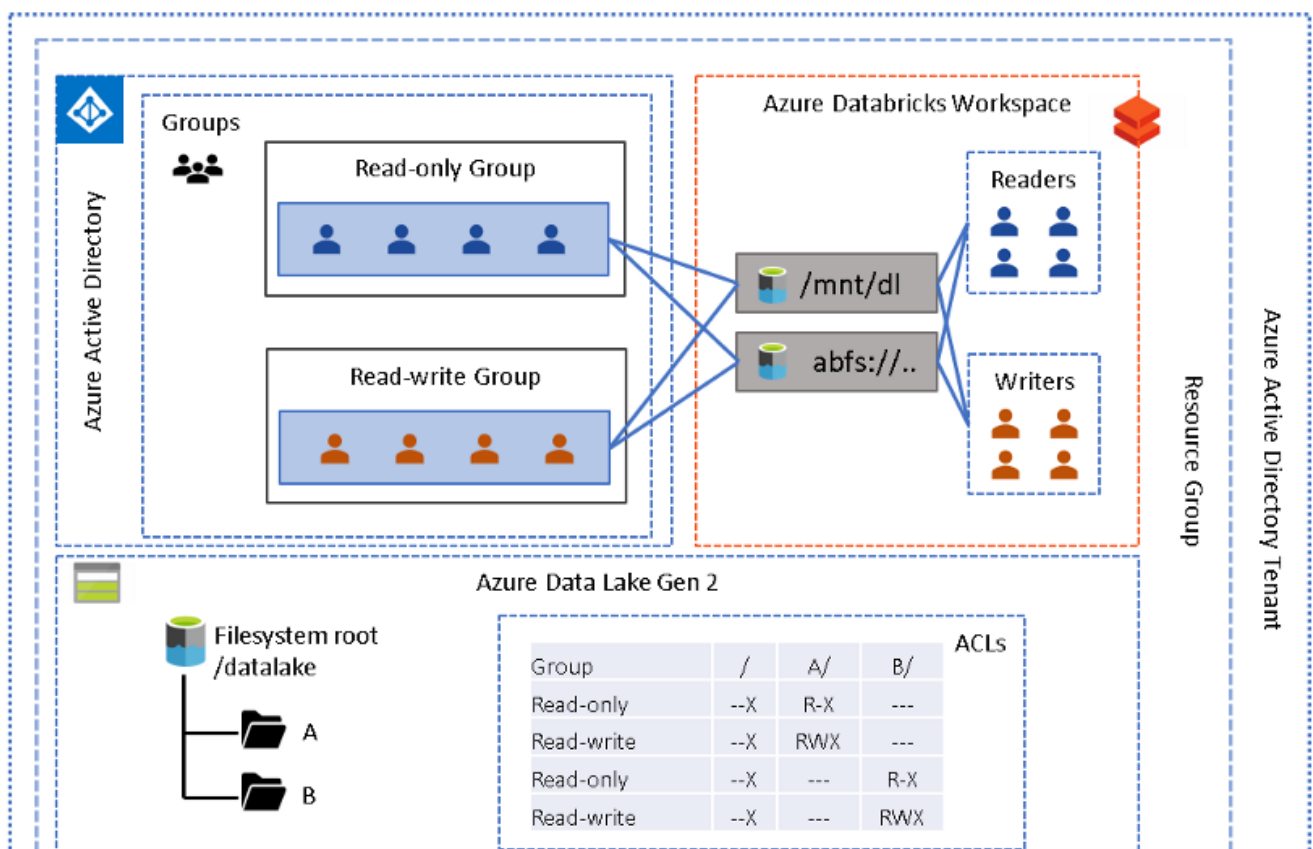 Azure Active Directory
Groups
Read-only Group
Read-write Group
Azure Databricks Workspace
/mnt/dl
abfs://..
Readers
Writers
Resource Group
Azure Active Directory Tenant
Azure Data Lake Gen 2
Filesystem root
/datalake
A
B
ACLs
Group / A/ B/
Read-only --X R-X ---
Read-write --X RWX ---
Read-only --X --- R-X
Read-write --X --- RWX